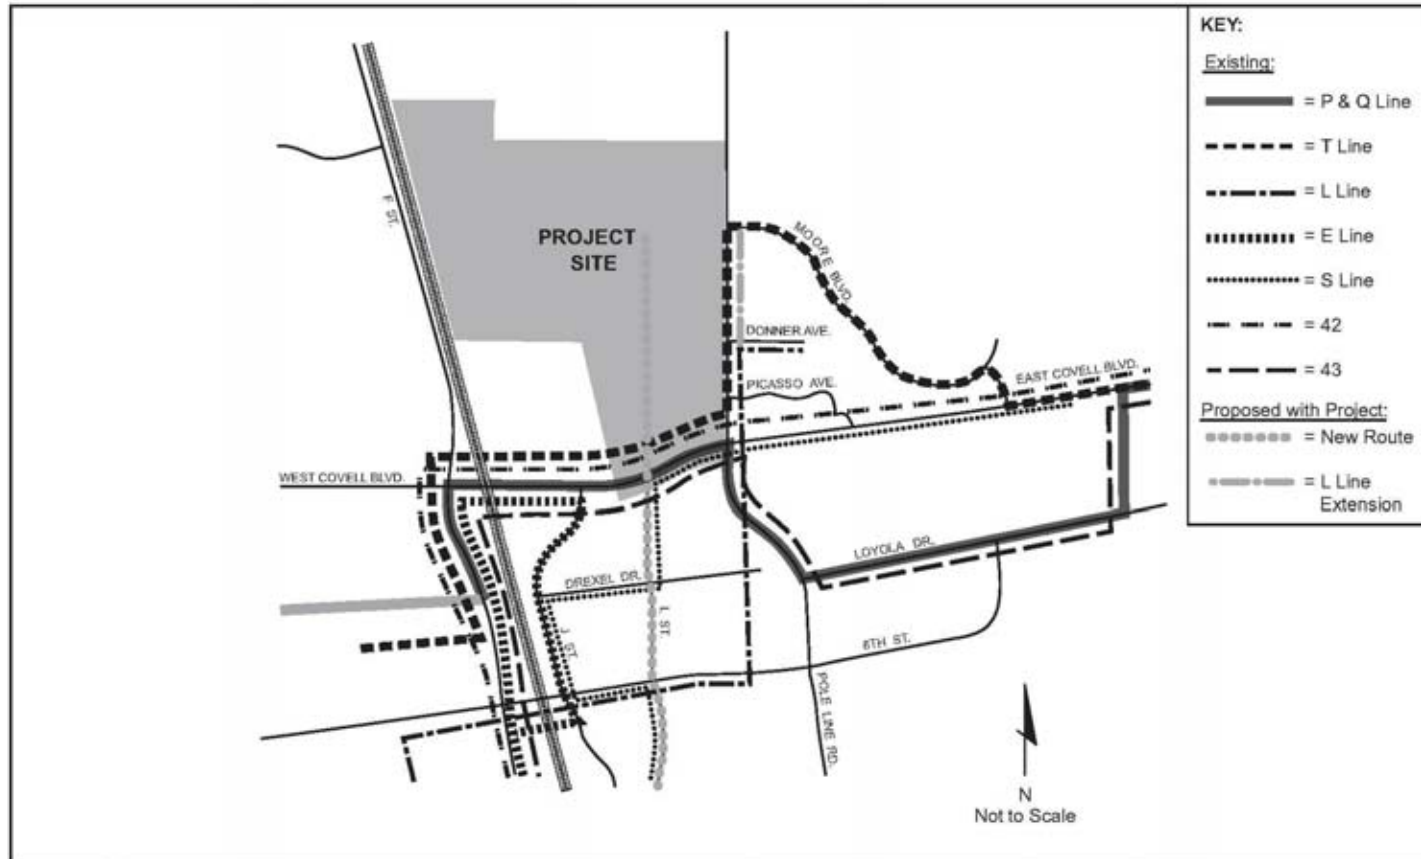 KEY:
Existing:
= P & Q Line
= T Line
= L Line
= E Line
= S Line
= 42
= 43
Proposed with Project:
= New Route
= L Line
Extension
F ST.
PROJECT
SITE
MOORE BLVD.
DONNER AVE.
PICASSO AVE.
EAST COVELL BLVD.
WEST COVELL BLVD.
LOYOLA DR.
DREXEL DR.
L ST.
J ST.
8TH ST.
POLE LINE RD.
N
Not to Scale